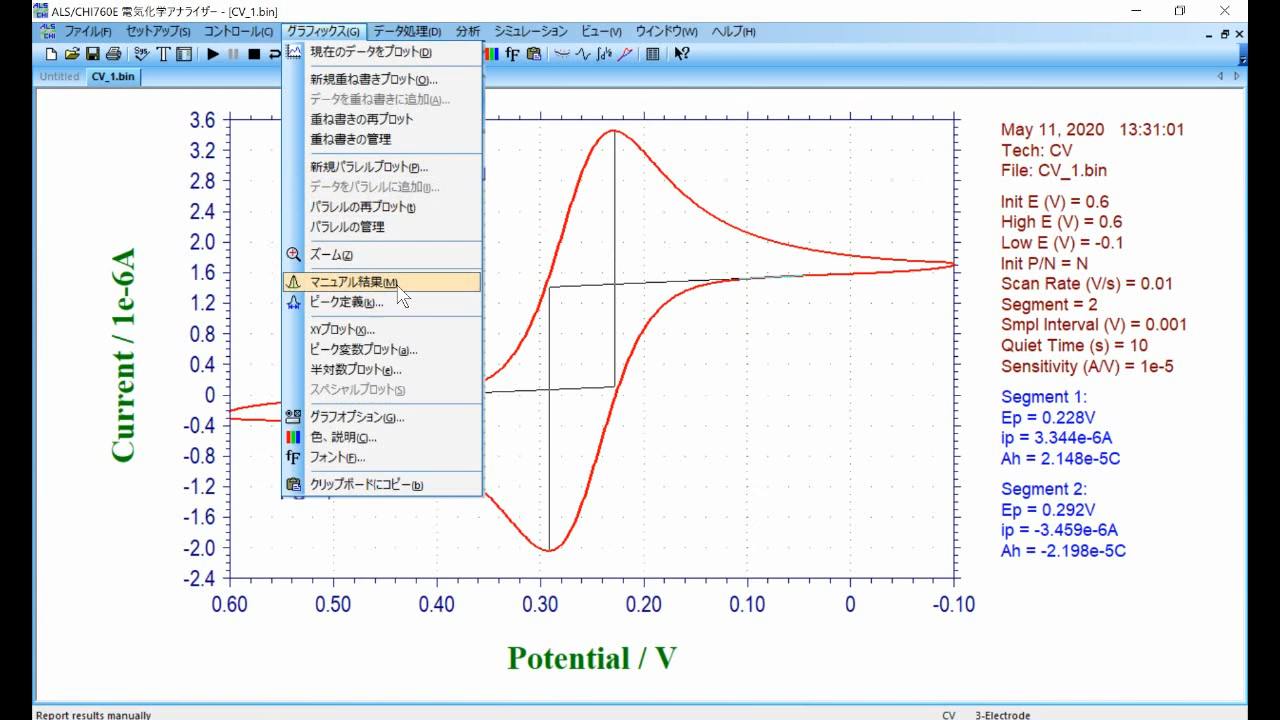 ALS/CHI760E 電気化学アナライザー - [CV_1.bin]
ファイル(F) セットアップ(S) コントロール(C) グラフィックス(G) データ処理(D) 分析 シミュレーション ビュー(V) ウインドウ(W) ヘルプ(H)
Untitled CV_1.bin
現在のデータをプロット(D)
新規重ね書きプロット(O)...
データを重ね書きに追加(A)...
重ね書きの再プロット
重ね書きの管理
新規パラレルプロット(P)...
データをパラレルに追加(I)...
パラレルの再プロット(t)
パラレルの管理
ズーム(Z)
マニュアル結果(M)
ピーク定義(k)...
XYプロット(X)...
ピーク変数プロット(a)...
半対数プロット(e)...
スペシャルプロット(S)
グラフオプション(G)...
色、説明(C)...
フォント(F)...
クリップボードにコピー(b)
Current / 1e-6A
3.6
3.2
2.8
2.4
2.0
1.6
1.2
0.8
0.4
0
-0.4
-0.8
-1.2
-1.6
-2.0
-2.4
0.60 0.50 0.40 0.30 0.20 0.10 0 -0.10
Potential / V
May 11, 2020 13:31:01
Tech: CV
File: CV_1.bin
Init E (V) = 0.6
High E (V) = 0.6
Low E (V) = -0.1
Init P/N = N
Scan Rate (V/s) = 0.01
Segment = 2
Smpl Interval (V) = 0.001
Quiet Time (s) = 10
Sensitivity (A/V) = 1e-5
Segment 1:
Ep = 0.228V
ip = 3.344e-6A
Ah = 2.148e-5C
Segment 2:
Ep = 0.292V
ip = -3.459e-6A
Ah = -2.198e-5C
Report results manually CV 3-Electrode